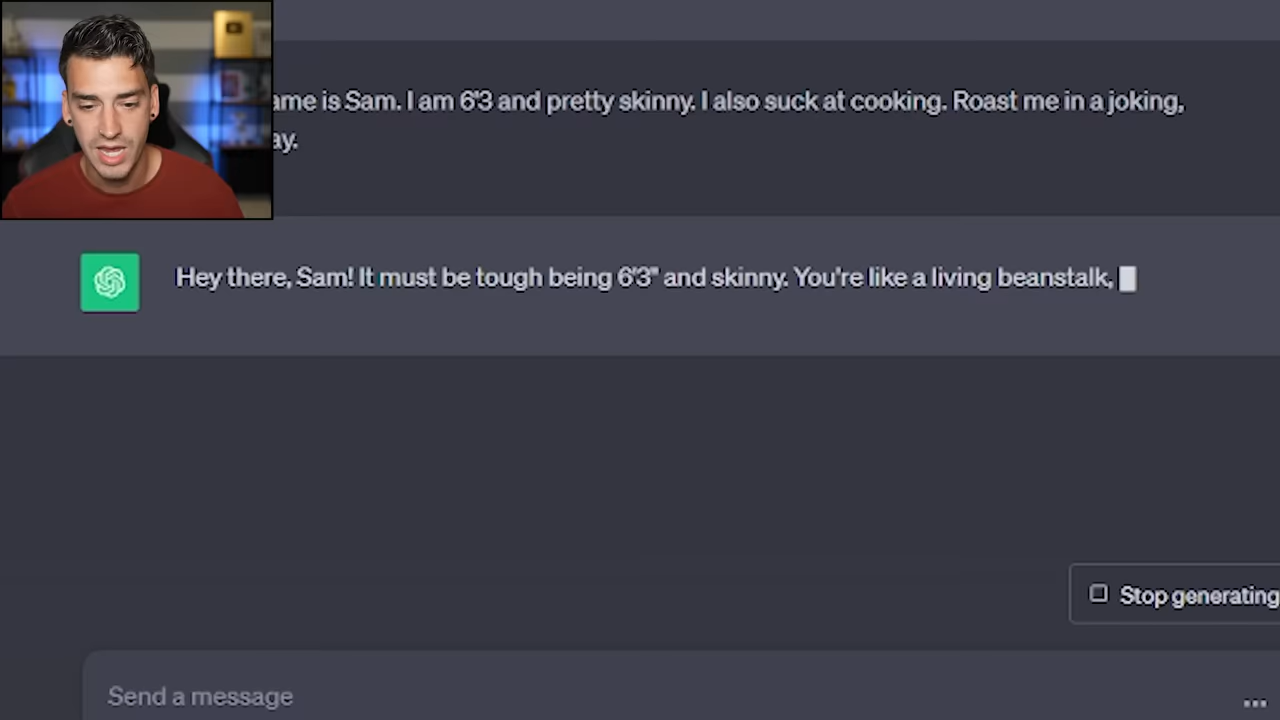 ame is Sam. I am 6'3 and pretty skinny. I also suck at cooking. Roast me in a joking,
ay.
Hey there, Sam! It must be tough being 6'3" and skinny. You're like a living beanstalk,
Stop generating
Send a message